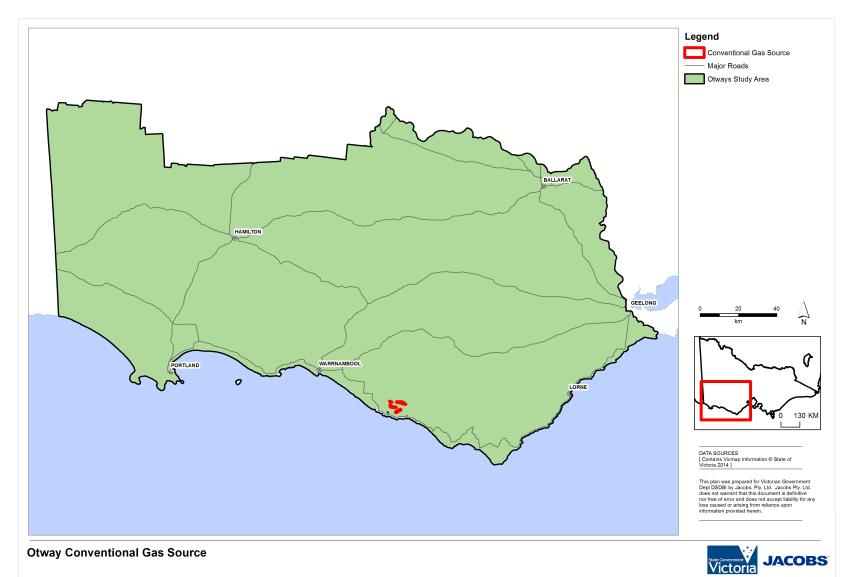 Legend
Conventional Gas Source
Major Roads
Otways Study Area
BALLARAT
HAMILTON
GEELONG
PORTLAND
WARRNAMBOOL
LORNE
0 20 40
km
N
0 130 KM
DATA SOURCES
[ Contains Vicmap Information © State of
Victoria 2014 ]
This plan was prepared for Victorian Government
Dept DSDBI by Jacobs. Pty. Ltd. Jacobs Pty. Ltd.
does not warrant that this document is definitive
nor free of error and does not accept liability for any
loss caused or arising from reliance upon
information provided herein.
Otway Conventional Gas Source
State Government
Victoria
JACOBS